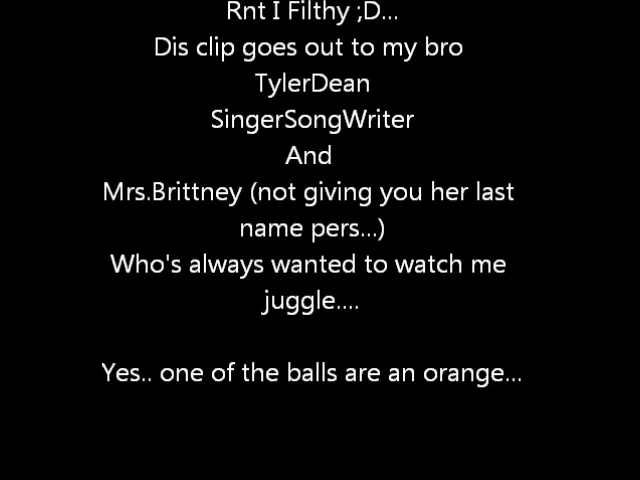 Rnt I Filthy ;D...
Dis clip goes out to my bro
TylerDean
SingerSongWriter
And
Mrs.Brittney (not giving you her last
name pers...)
Who's always wanted to watch me
juggle....
Yes.. one of the balls are an orange...